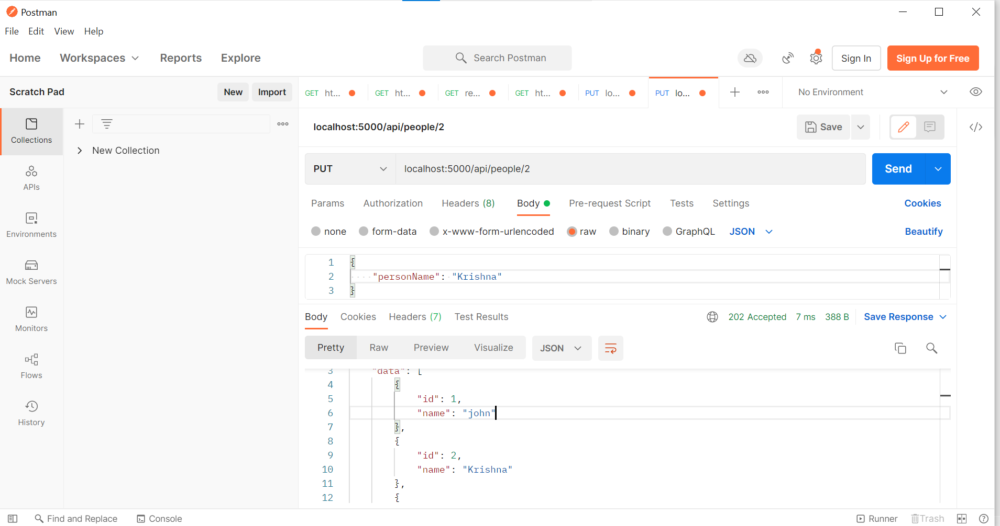 Postman
File Edit View Help
Home Workspaces Reports Explore Search Postman Sign In Sign Up for Free
Scratch Pad New Import GET ht... GET ht... GET re... GET ht... PUT lo... PUT lo... No Environment
localhost:5000/api/people/2 Save
Collections
New Collection
PUT localhost:5000/api/people/2 Send
APIs
Params Authorization Headers (8) Body Pre-request Script Tests Settings Cookies
none form-data x-www-form-urlencoded raw binary GraphQL JSON Beautify
Environments
1 {
2 "personName": "Krishna"
3 }
Mock Servers
Body Cookies Headers (7) Test Results 202 Accepted 7 ms 388 B Save Response
Monitors
Pretty Raw Preview Visualize JSON
3 "data": [
Flows
4 {
5 "id": 1,
6 "name": "john"
History
7 },
8 {
9 "id": 2,
10 "name": "Krishna"
11 },
12 {
Find and Replace Console Runner Trash